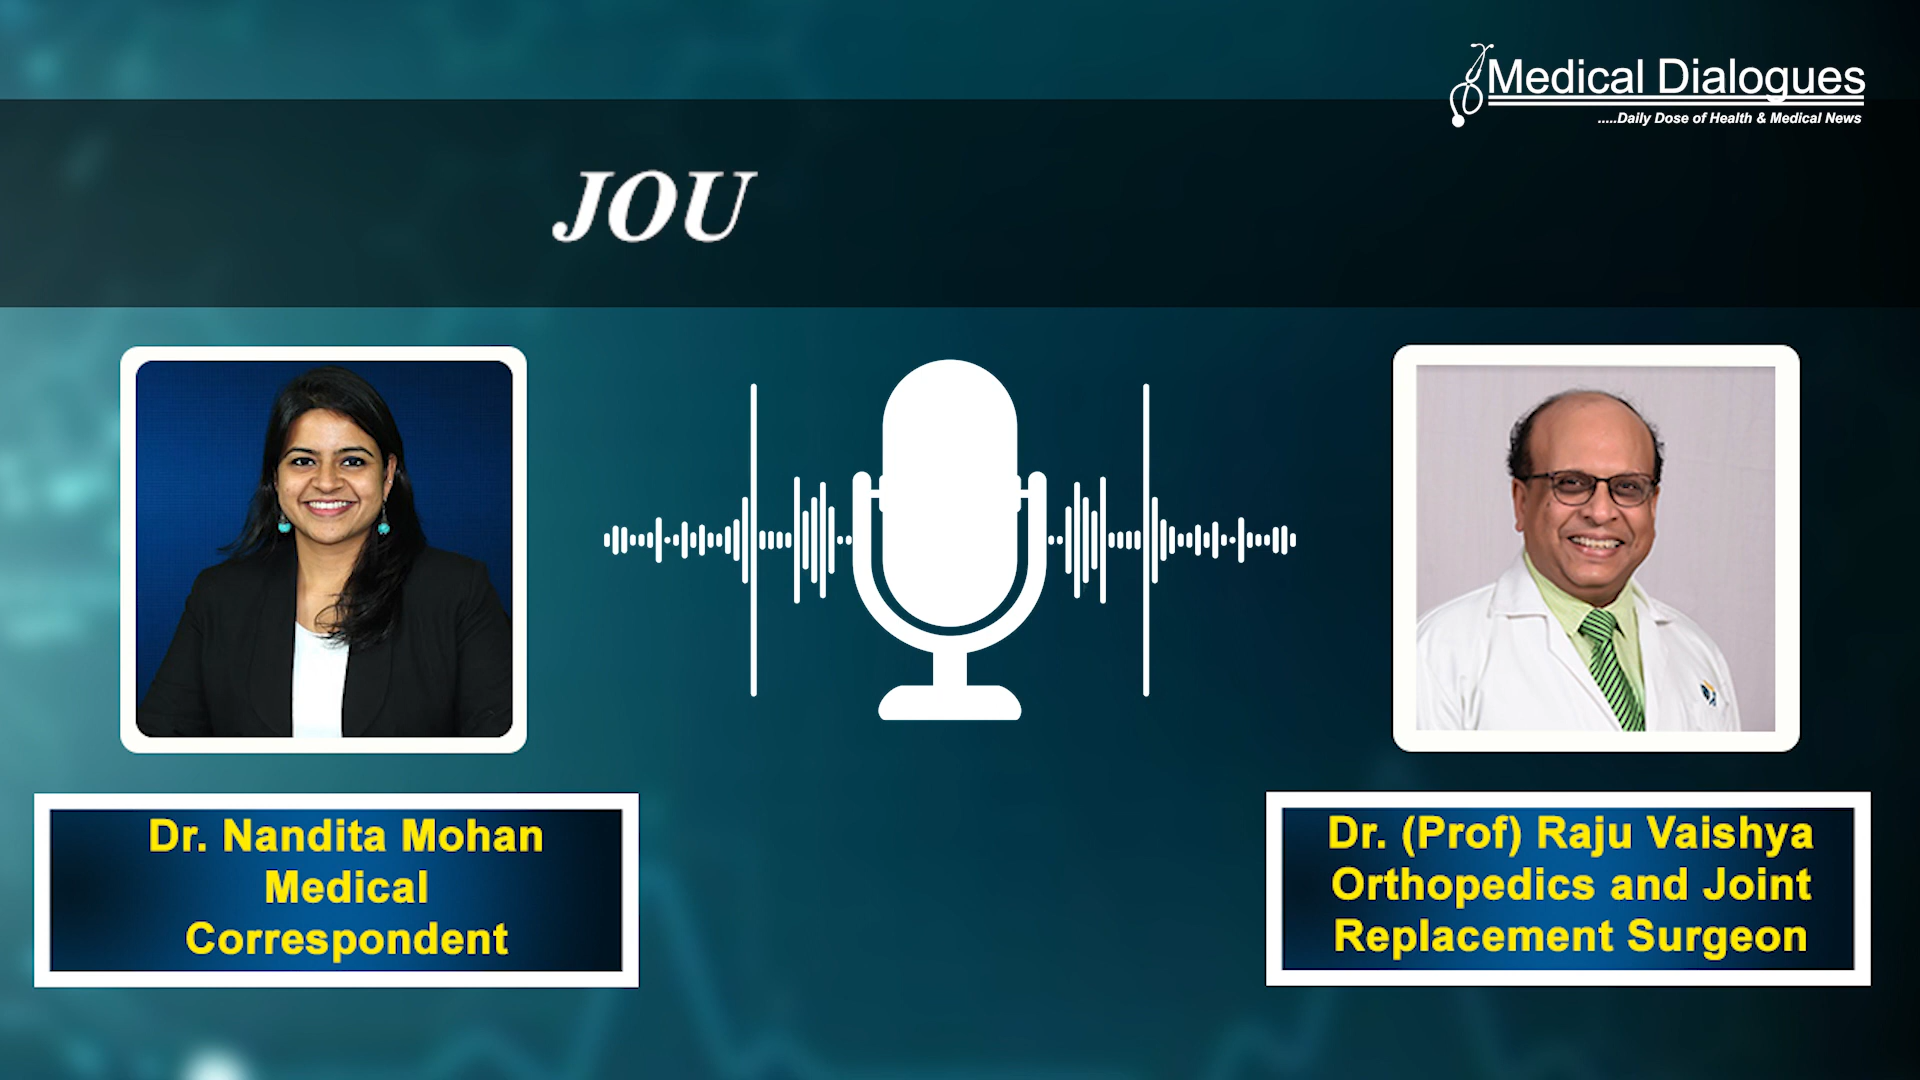 Medical Dialogues
.....Daily Dose of Health & Medical News
JOU
Dr. Nandita Mohan
Medical
Correspondent
Dr. (Prof) Raju Vaishya
Orthopedics and Joint
Replacement Surgeon